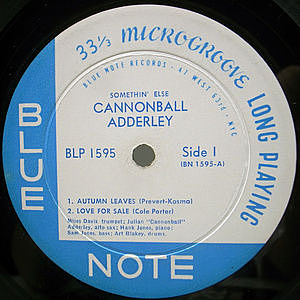 33⅓ MICROGROOVE LONG PLAYING
BLUE NOTE RECORDS • 47 WEST 63rd • NYC
SOMETHIN' ELSE
CANNONBALL
ADDERLEY
BLP 1595
Side 1
(BN 1595-A)
1. AUTUMN LEAVES (Prevert-Kosma)
2. LOVE FOR SALE (Cole Porter)
Miles Davis, trumpet; Julian "Cannonball"
Adderley, alto sax; Hank Jones, piano;
Sam Jones, bass; Art Blakey, drums.
BLUE
NOTE